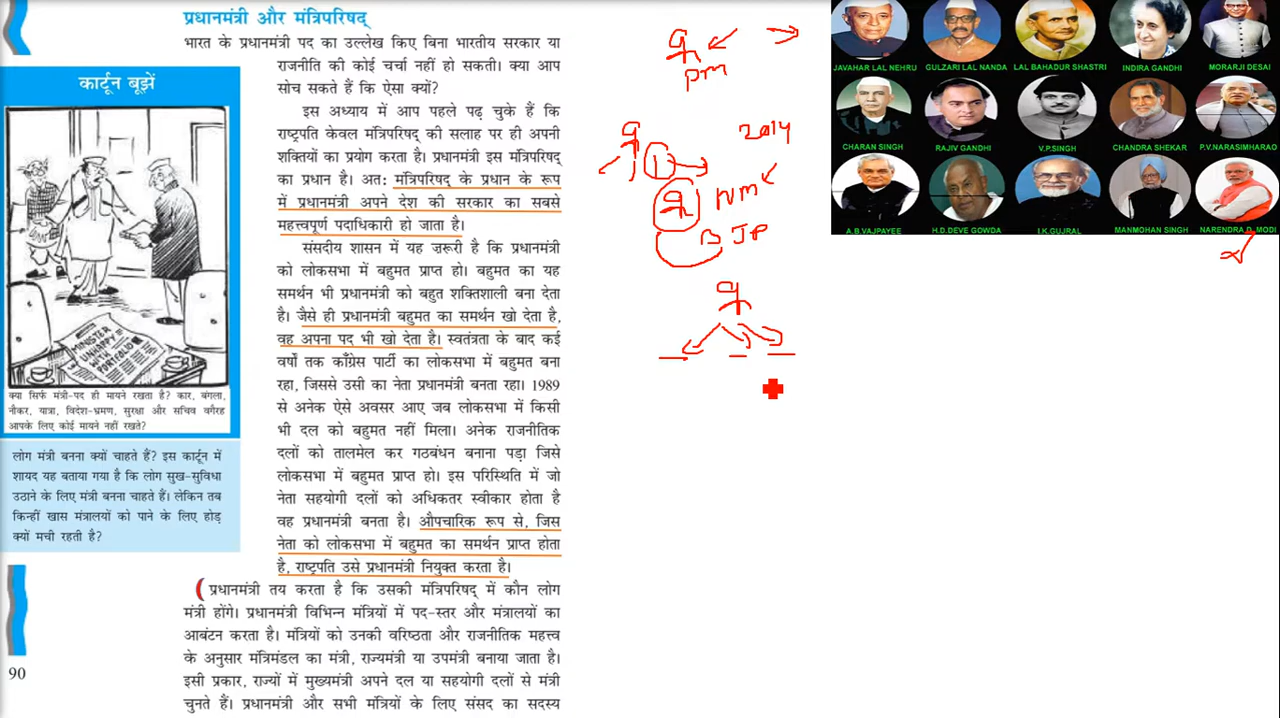 प्रधानमंत्री और मंत्रिपरिषद्
भारत के प्रधानमंत्री पद का उल्लेख किए बिना भारतीय सरकार या
राजनीति की कोई चर्चा नहीं हो सकती। क्या आप
सोच सकते हैं कि ऐसा क्यों?
इस अध्याय में आप पहले पढ़ चुके हैं कि
राष्ट्रपति केवल मंत्रिपरिषद् की सलाह पर ही अपनी
शक्तियों का प्रयोग करता है। प्रधानमंत्री इस मंत्रिपरिषद्
का प्रधान है। अतः मंत्रिपरिषद् के प्रधान के रूप
में प्रधानमंत्री अपने देश की सरकार का सबसे
महत्त्वपूर्ण पदाधिकारी हो जाता है।
संसदीय शासन में यह ज़रूरी है कि प्रधानमंत्री
को लोकसभा में बहुमत प्राप्त हो। बहुमत का यह
समर्थन भी प्रधानमंत्री को बहुत शक्तिशाली बना देता
है। जैसे ही प्रधानमंत्री बहुमत का समर्थन खो देता है,
वह अपना पद भी खो देता है। स्वतंत्रता के बाद कई
वर्षों तक काँग्रेस पार्टी का लोकसभा में बहुमत बना
रहा, जिससे उसी का नेता प्रधानमंत्री बनता रहा। 1989
से अनेक ऐसे अवसर आए जब लोकसभा में किसी
भी दल को बहुमत नहीं मिला। अनेक राजनीतिक
दलों को तालमेल कर गठबंधन बनाना पड़ा जिसे
लोकसभा में बहुमत प्राप्त हो। इस परिस्थिति में जो
नेता सहयोगी दलों को अधिकतर स्वीकार होता है
वह प्रधानमंत्री बनता है। औपचारिक रूप से, जिस
नेता को लोकसभा में बहुमत का समर्थन प्राप्त होता
है, राष्ट्रपति उसे प्रधानमंत्री नियुक्त करता है।
प्रधानमंत्री तय करता है कि उसकी मंत्रिपरिषद् में कौन लोग
मंत्री होंगे। प्रधानमंत्री विभिन्न मंत्रियों में पद-स्तर और मंत्रालयों का
आबंटन करता है। मंत्रियों को उनकी वरिष्ठता और राजनीतिक महत्त्व
के अनुसार मंत्रिमंडल का मंत्री, राज्यमंत्री या उपमंत्री बनाया जाता है।
इसी प्रकार, राज्यों में मुख्यमंत्री अपने दल या सहयोगी दलों से मंत्री
चुनते हैं। प्रधानमंत्री और सभी मंत्रियों के लिए संसद का सदस्य
कार्टून बूझें
MINISTER
UNHAPPY
WITH
PORTFOLIO
क्या सिर्फ मंत्री-पद ही मायने रखता है? कार, बंगला,
नौकर, यात्रा, विदेश-भ्रमण, सुरक्षा और सचिव वगैरह
आपके लिए कोई मायने नहीं रखते?
लोग मंत्री बनना क्यों चाहते हैं? इस कार्टून में
शायद यह बताया गया है कि लोग सुख-सुविधा
उठाने के लिए मंत्री बनना चाहते हैं। लेकिन तब
किन्हीं खास मंत्रालयों को पाने के लिए होड़
क्यों मची रहती है?
90
pm
2014
1
NM
BJP
JAVAHAR LAL NEHRU
GULZARI LAL NANDA
LAL BAHADUR SHASTRI
INDIRA GANDHI
MORARJI DESAI
CHARAN SINGH
RAJIV GANDHI
V.P.SINGH
CHANDRA SHEKAR
P.V.NARASIMHARAO
A.B.VAJPAYEE
H.D.DEVE GOWDA
I.K.GUJRAL
MANMOHAN SINGH
NARENDRA D. MODI